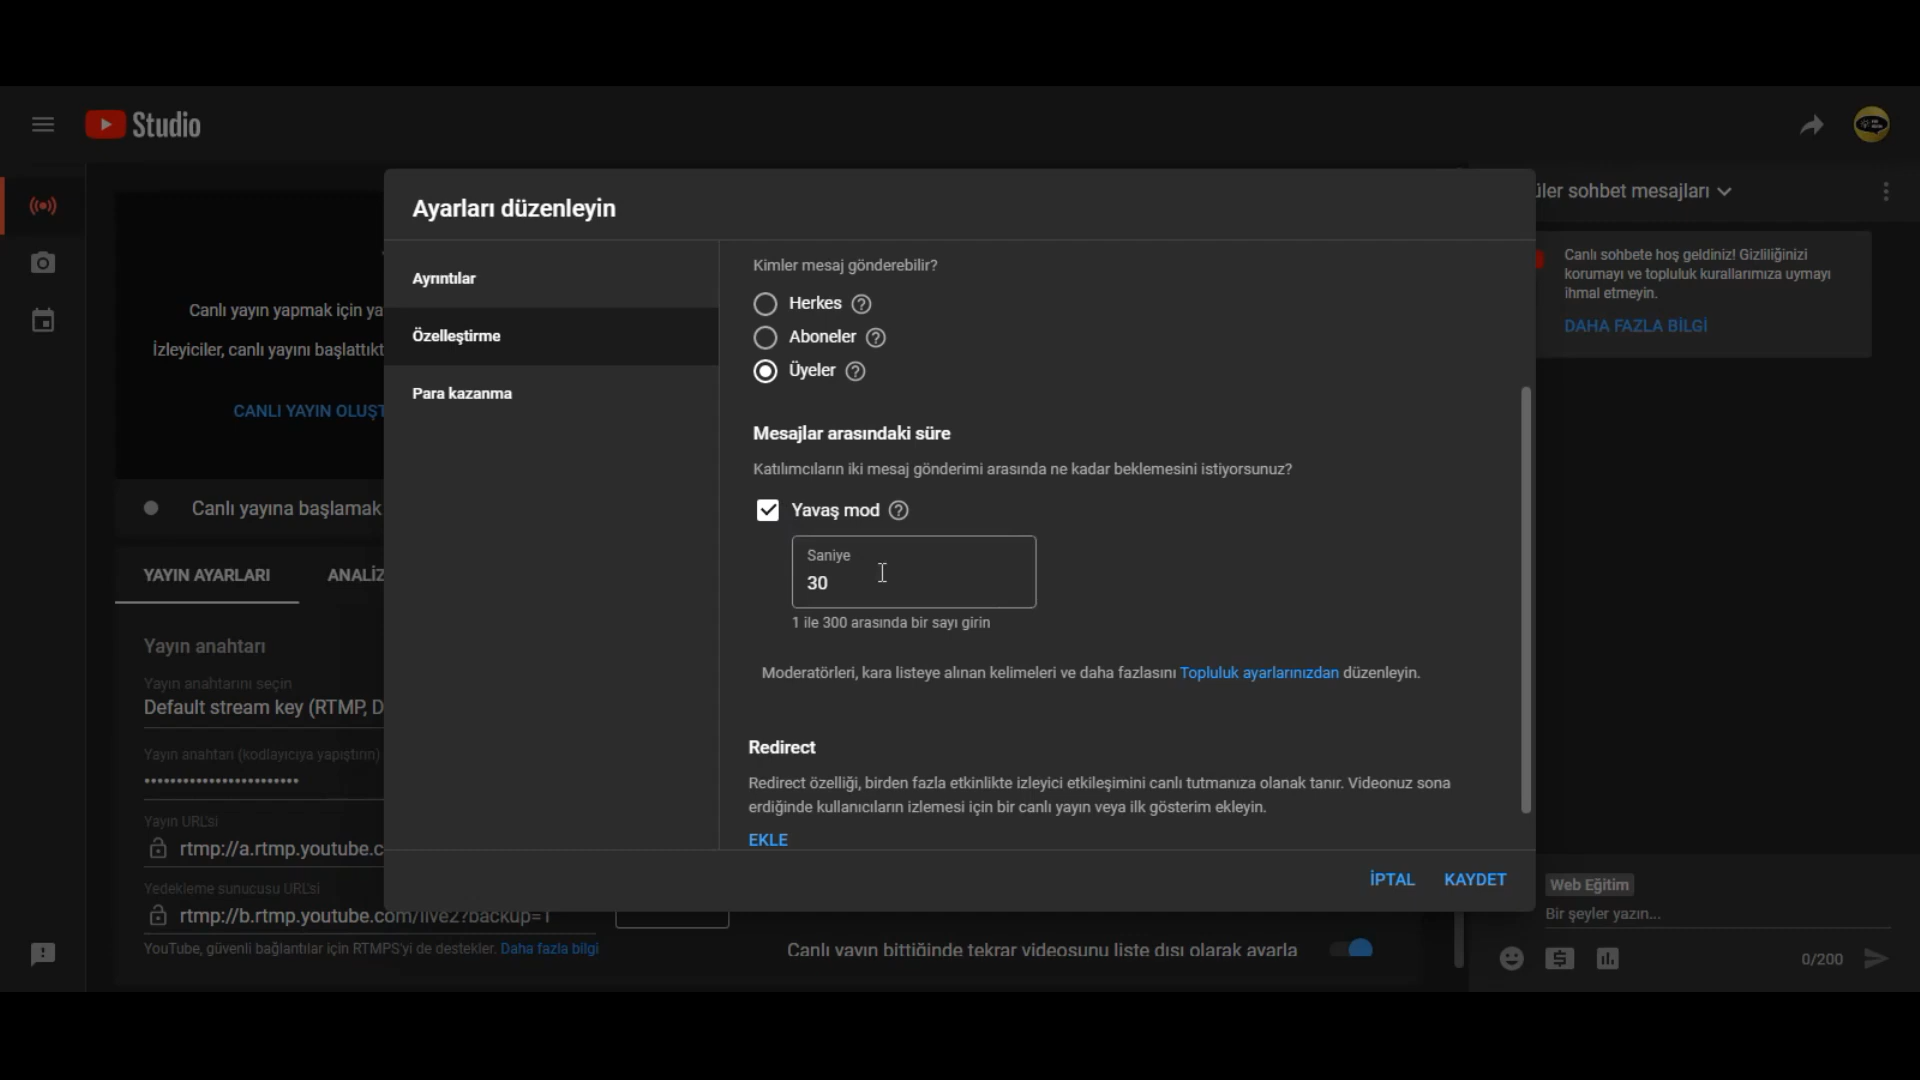 Studio
Ayarları düzenleyin
Ayrıntılar
Özelleştirme
Para kazanma
Kimler mesaj gönderebilir?
Herkes
Aboneler
Üyeler
Mesajlar arasındaki süre
Katılımcıların iki mesaj gönderimi arasında ne kadar beklemesini istiyorsunuz?
Yavaş mod
Saniye
30
1 ile 300 arasında bir sayı girin
Moderatörleri, kara listeye alınan kelimeleri ve daha fazlasını Topluluk ayarlarınızdan düzenleyin.
Redirect
Redirect özelliği, birden fazla etkinlikte izleyici etkileşimini canlı tutmanıza olanak tanır. Videonuz sona
erdiğinde kullanıcıların izlemesi için bir canlı yayın veya ilk gösterim ekleyin.
EKLE
İPTAL KAYDET
Canlı yayın yapmak için
İzleyiciler, canlı yayını
CANLI YAYIN
Canlı yayına başlamak
YAYIN AYARLARI
Yayın anahtarı
Yayın anahtarını seçin
Default stream key (RTMP,
Yayın anahtarı (kodlayıcıya yapıştırın)
Yayın URL'si
rtmp://a.rtmp.youtube.c
Yedekleme sunucusu URL'si
rtmp://b.rtmp.youtube.com/live2?backup=1
YouTube, güvenli bağlantılar için RTMPS'yi de destekler. Daha fazla bilgi
Canlı yayın bittiğinde tekrar videosunu liste dışı olarak ayarla
sohbet mesajları
Canlı sohbete hoş geldiniz! Gizliliğinizi
korumayı ve topluluk kurallarımıza uymayı
ihmal etmeyin.
DAHA FAZLA BİLGİ
Web Eğitim
Bir şeyler yazın...
0/200